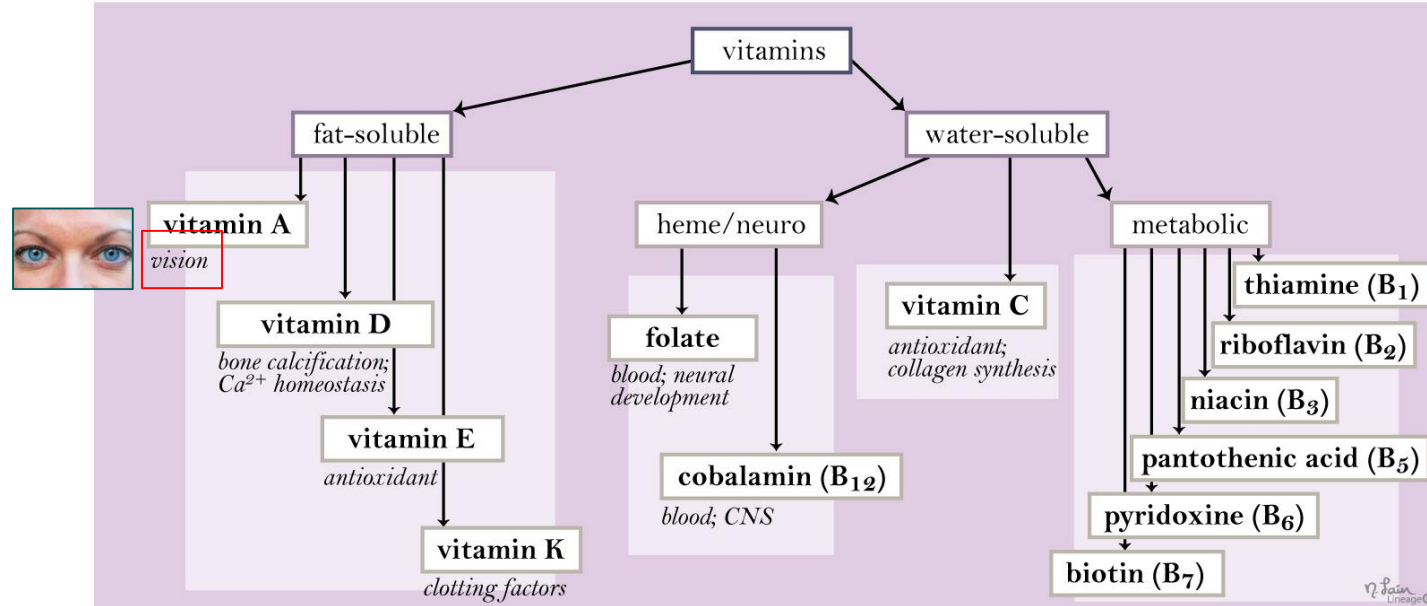 vitamins
fat-soluble
water-soluble
vitamin A
vision
heme/neuro
metabolic
thiamine (B₁)
vitamin D
bone calcification;
Ca²⁺ homeostasis
folate
blood; neural
development
vitamin C
antioxidant;
collagen synthesis
riboflavin (B₂)
niacin (B₃)
vitamin E
antioxidant
pantothenic acid (B₅)
cobalamin (B₁₂)
blood; CNS
pyridoxine (B₆)
vitamin K
clotting factors
biotin (B₇)
Lineage